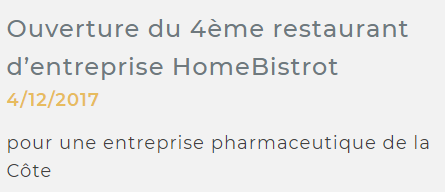 Ouverture du 4ème restaurant
d’entreprise HomeBistrot
4/12/2017
pour une entreprise pharmaceutique de la
Côte